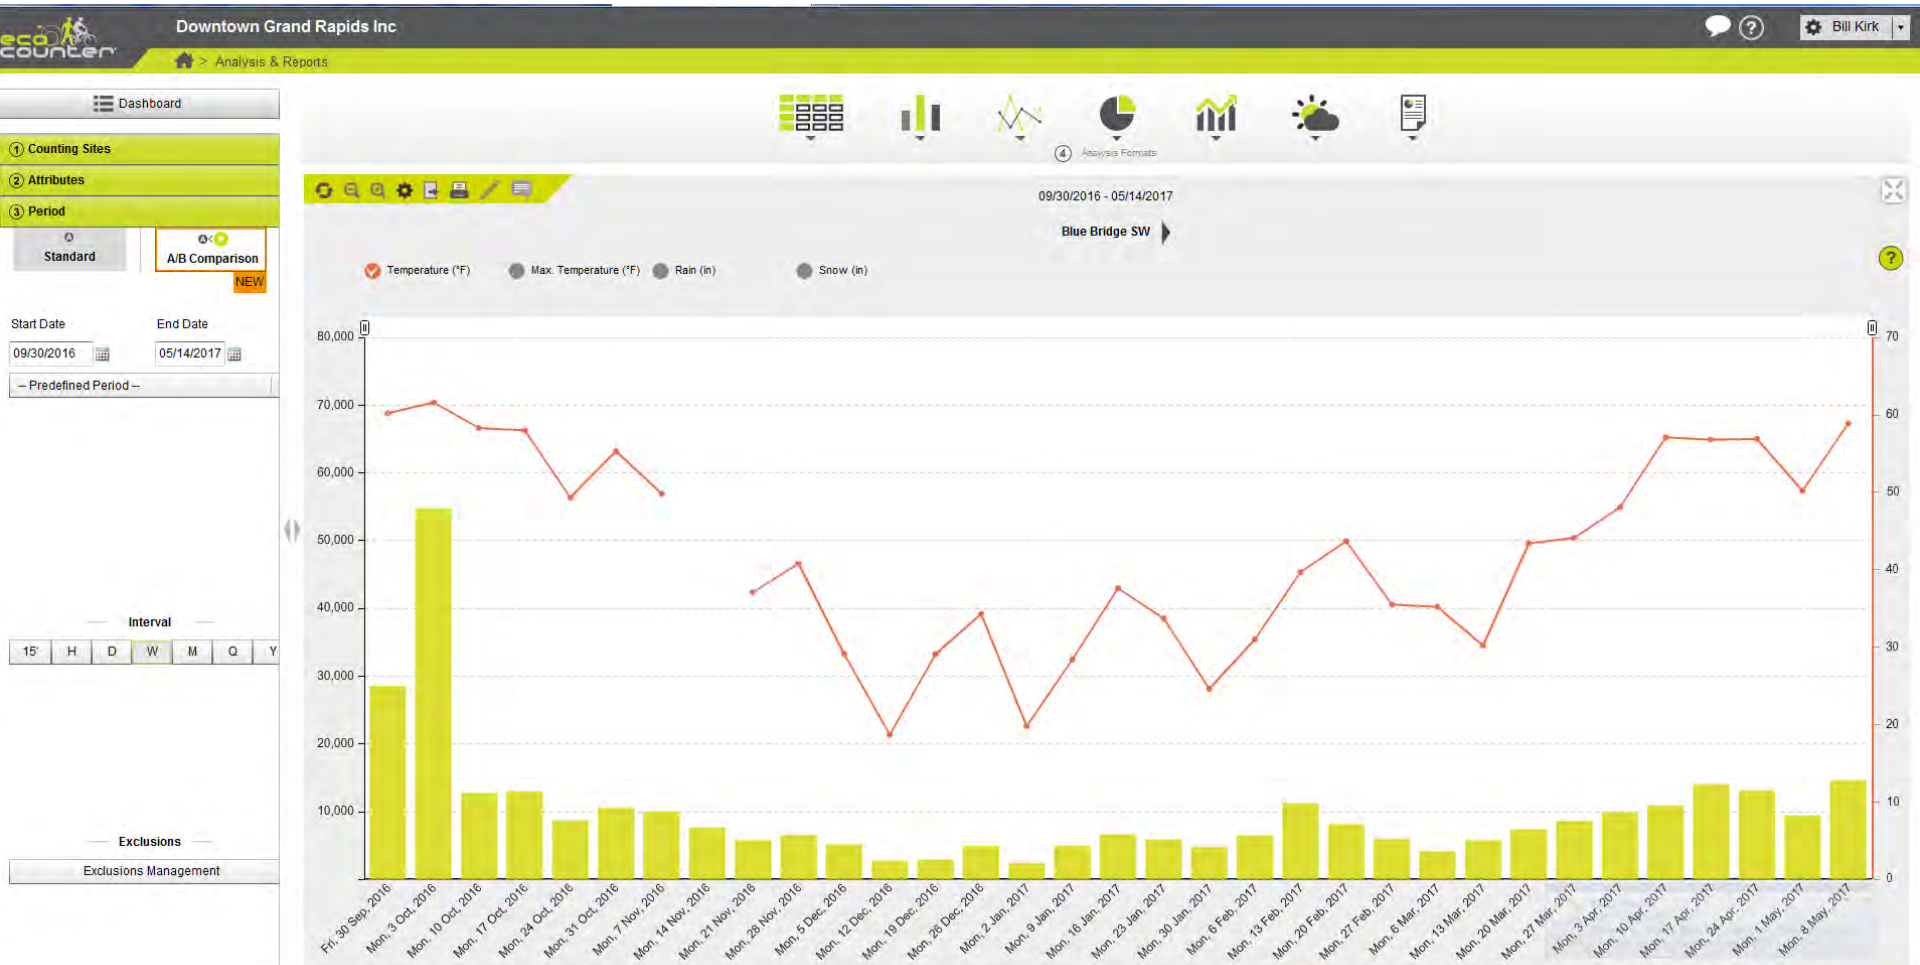 eco counter
Downtown Grand Rapids Inc
? Bill Kirk
> Analysis & Reports
Dashboard
1 Counting Sites
2 Attributes
3 Period
A Standard
A< A/B Comparison
NEW
Start Date End Date
09/30/2016 05/14/2017
-- Predefined Period --
Interval
15' H D W M Q Y
Exclusions
Exclusions Management
4 Analysis Formats
09/30/2016 - 05/14/2017
Blue Bridge SW
?
Temperature (°F) Max. Temperature (°F) Rain (in) Snow (in)
80,000
70,000
60,000
50,000
40,000
30,000
20,000
10,000
70
60
50
40
30
20
10
0
Fri, 30 Sep, 2016
Mon, 3 Oct, 2016
Mon, 10 Oct, 2016
Mon, 17 Oct, 2016
Mon, 24 Oct, 2016
Mon, 31 Oct, 2016
Mon, 7 Nov, 2016
Mon, 14 Nov, 2016
Mon, 21 Nov, 2016
Mon, 28 Nov, 2016
Mon, 5 Dec, 2016
Mon, 12 Dec, 2016
Mon, 19 Dec, 2016
Mon, 26 Dec, 2016
Mon, 2 Jan, 2017
Mon, 9 Jan, 2017
Mon, 16 Jan, 2017
Mon, 23 Jan, 2017
Mon, 30 Jan, 2017
Mon, 6 Feb, 2017
Mon, 13 Feb, 2017
Mon, 20 Feb, 2017
Mon, 27 Feb, 2017
Mon, 6 Mar, 2017
Mon, 13 Mar, 2017
Mon, 20 Mar, 2017
Mon, 27 Mar, 2017
Mon, 3 Apr, 2017
Mon, 10 Apr, 2017
Mon, 17 Apr, 2017
Mon, 24 Apr, 2017
Mon, 1 May, 2017
Mon, 8 May, 2017